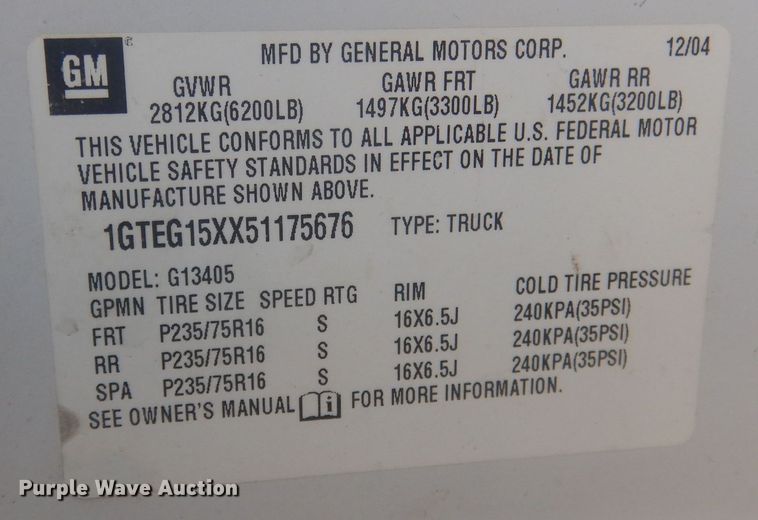 GM
MFD BY GENERAL MOTORS CORP. 12/04
GVWR GAWR FRT GAWR RR
2812KG(6200LB) 1497KG(3300LB) 1452KG(3200LB)
THIS VEHICLE CONFORMS TO ALL APPLICABLE U.S. FEDERAL MOTOR
VEHICLE SAFETY STANDARDS IN EFFECT ON THE DATE OF
MANUFACTURE SHOWN ABOVE.
1GTEG15XX51175676 TYPE: TRUCK
MODEL: G13405
GPMN TIRE SIZE SPEED RTG RIM COLD TIRE PRESSURE
FRT P235/75R16 S 16X6.5J 240KPA(35PSI)
RR P235/75R16 S 16X6.5J 240KPA(35PSI)
SPA P235/75R16 S 16X6.5J 240KPA(35PSI)
SEE OWNER'S MANUAL i FOR MORE INFORMATION.
Purple Wave Auction